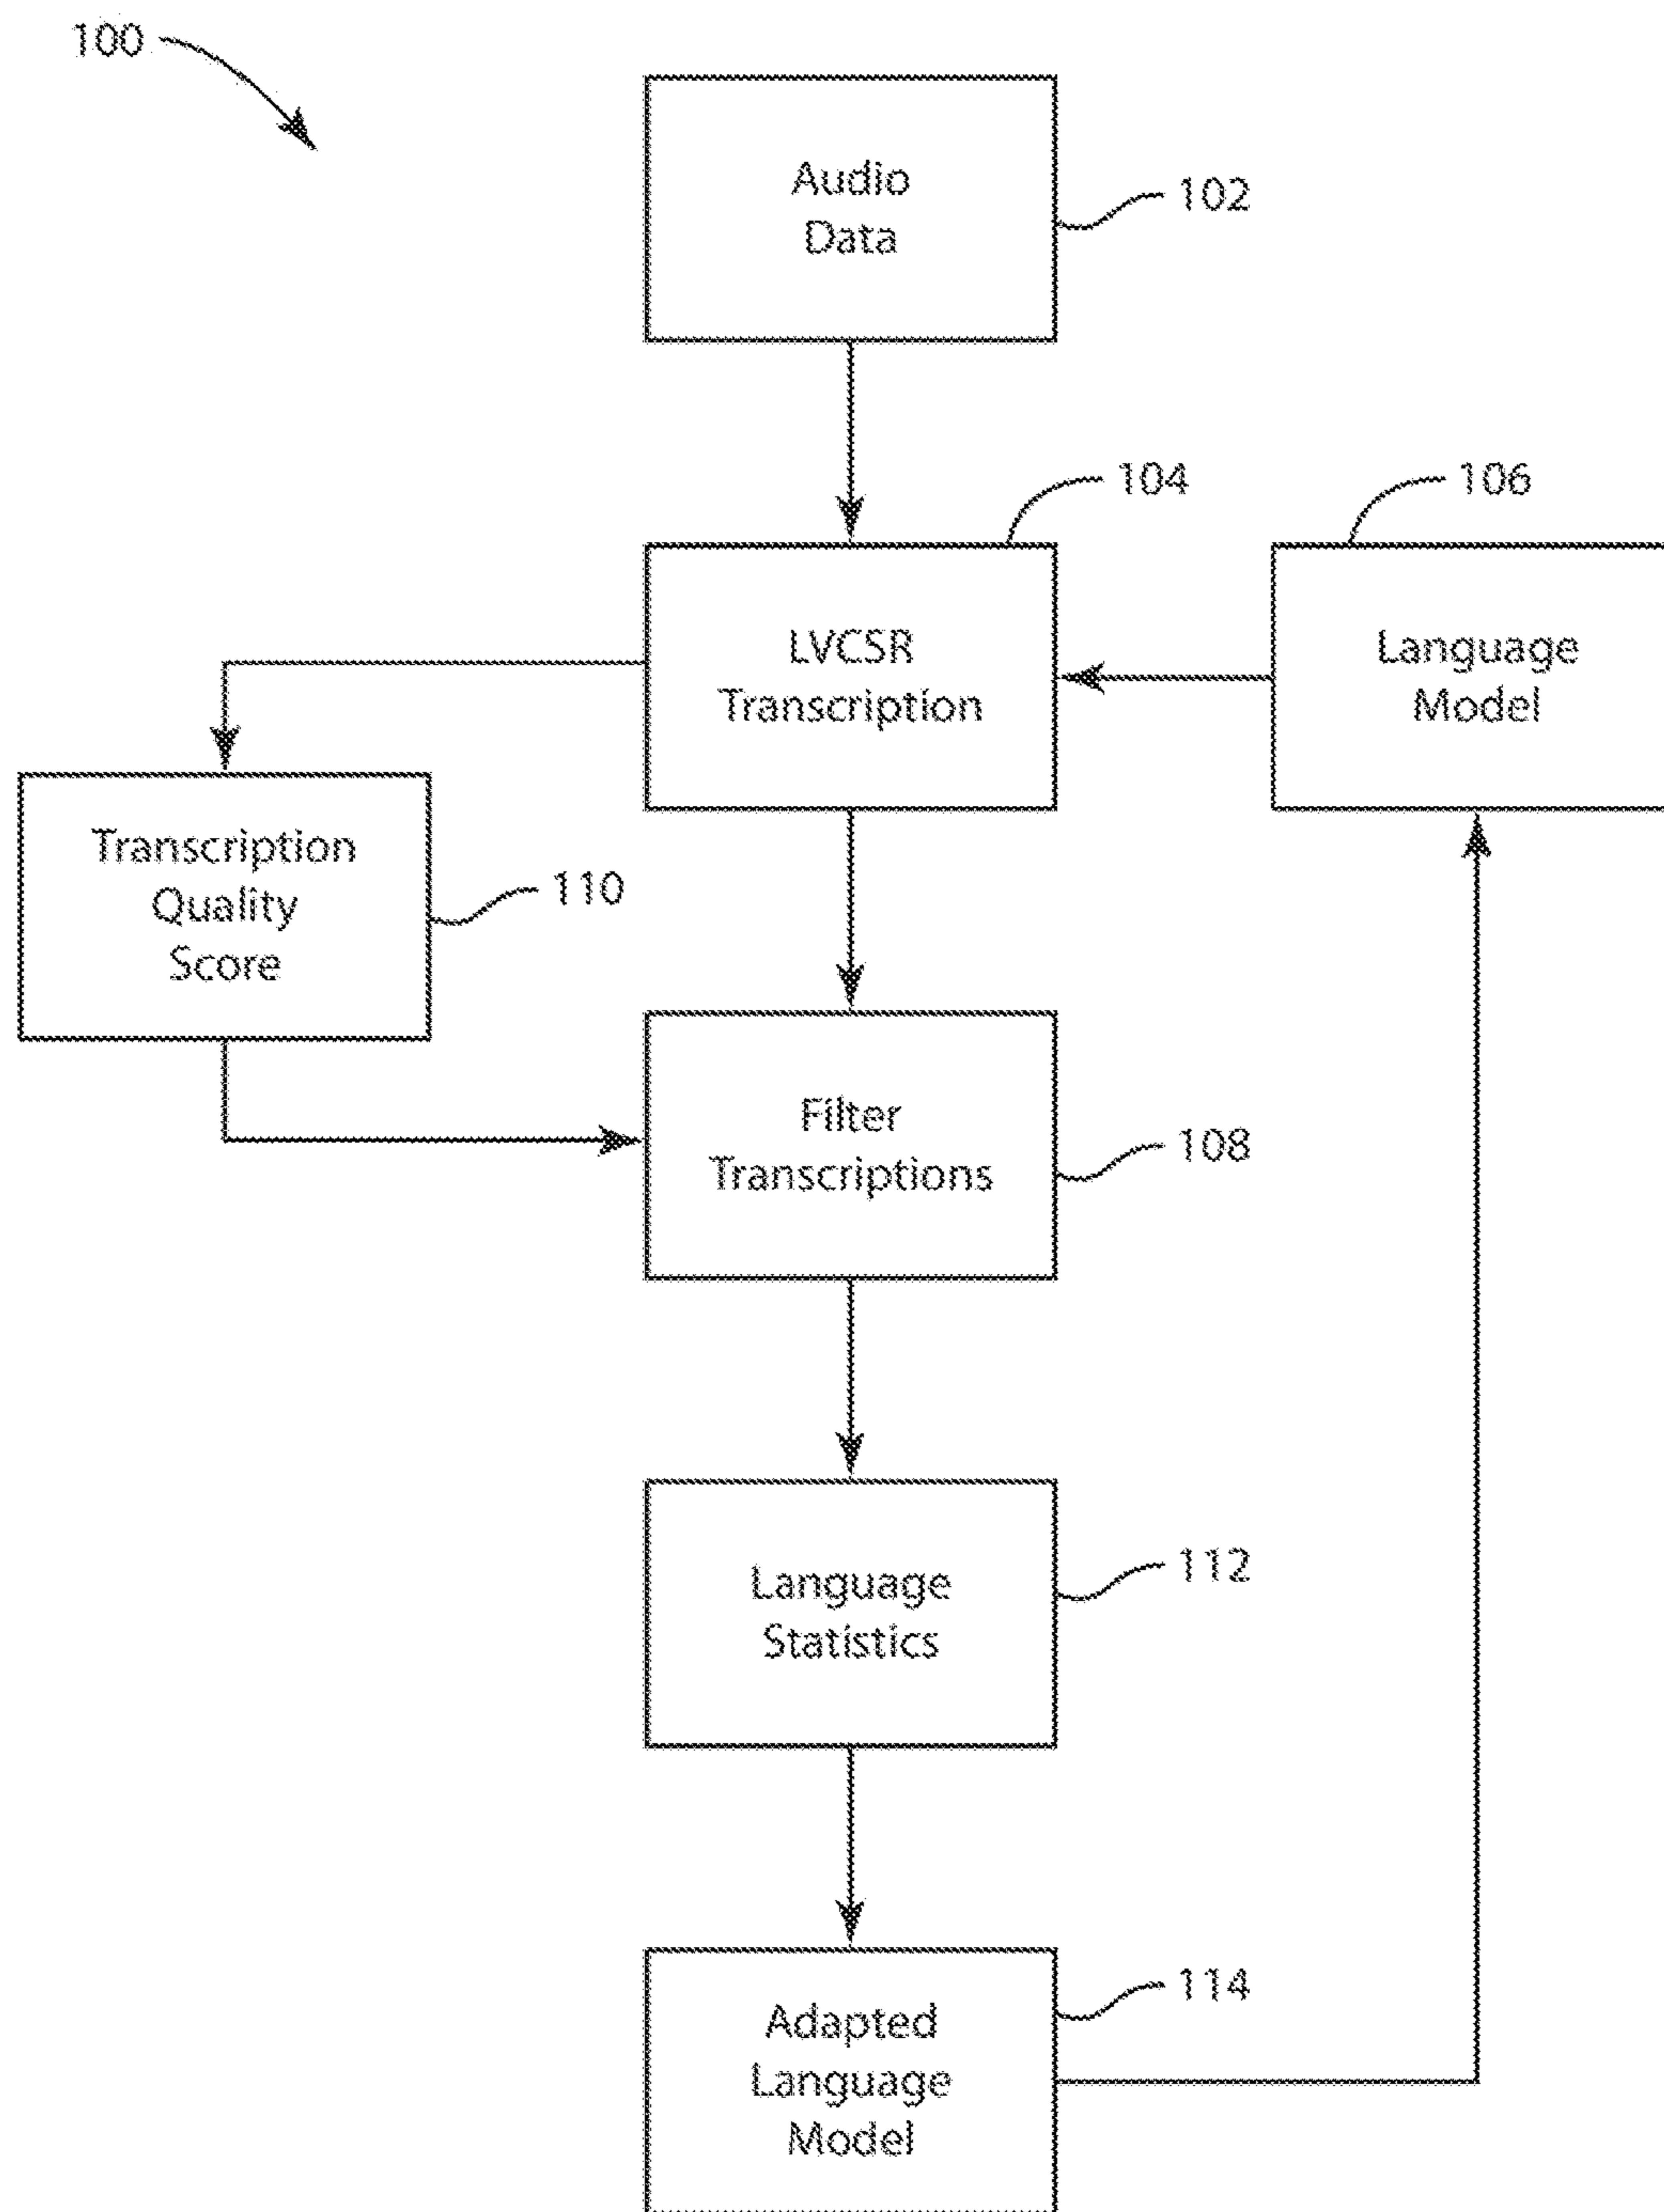 100
Audio
Data
102
104
106
LVCSR
Transcription
Language
Model
Transcription
Quality
Score
110
Filter
Transcriptions
108
Language
Statistics
112
114
Adapted
Language
Model